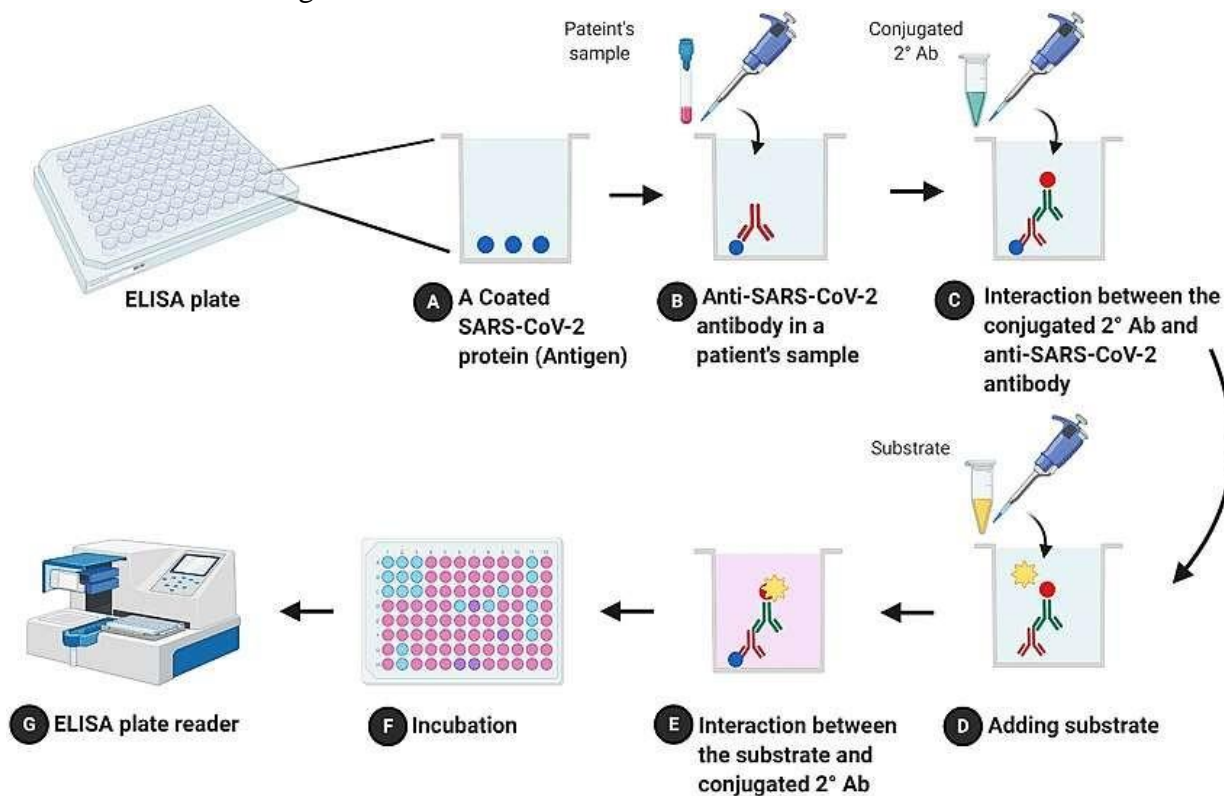 Pateint's
sample
Conjugated
2° Ab
ELISA plate
A A Coated
SARS-CoV-2
protein (Antigen)
B Anti-SARS-CoV-2
antibody in a
patient's sample
C Interaction between the
conjugated 2° Ab and
anti-SARS-CoV-2
antibody
Substrate
G ELISA plate reader
F Incubation
E Interaction between
the substrate and
conjugated 2° Ab
D Adding substrate